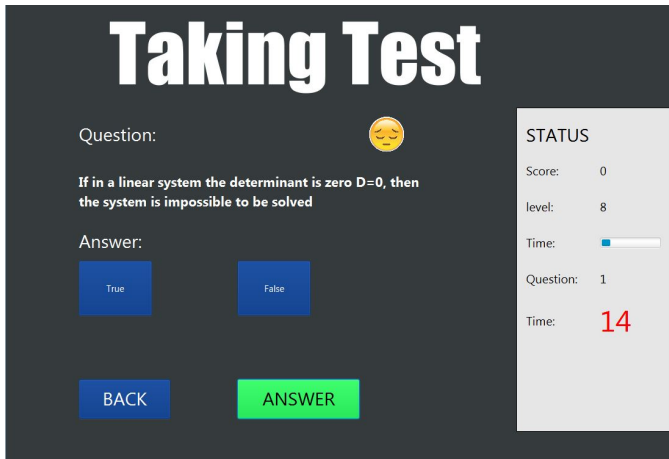 Taking Test
Question:
If in a linear system the determinant is zero D=0, then
the system is impossible to be solved
Answer:
True
False
BACK
ANSWER
STATUS
Score: 0
level: 8
Time:
Question: 1
Time: 14